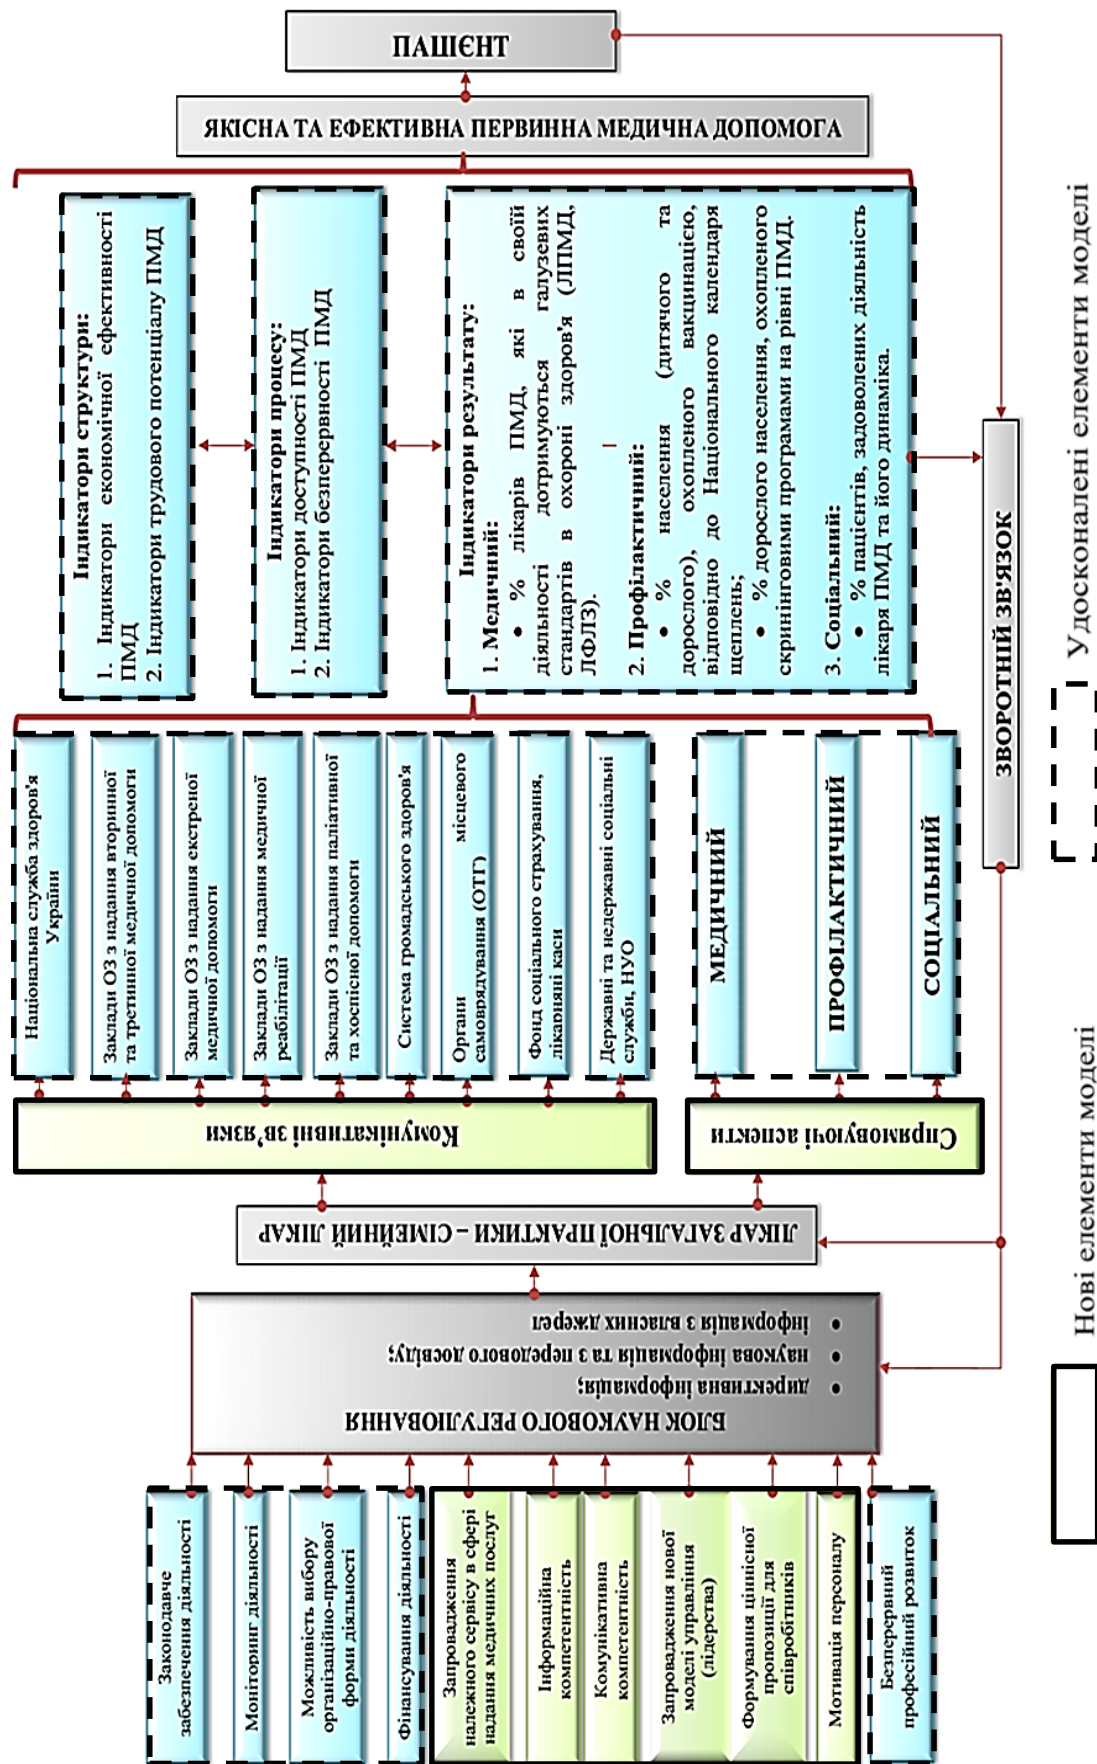 Законодавче
забезпечення діяльності
Моніторинг діяльності
Можливість вибору
організаційно-правової
форми діяльності
Фінансування діяльності
Запровадження
належного сервісу в сфері
надання медичних послуг
Інформаційна
компетентність
Комунікативна
компетентність
Запровадження нової
моделі управління
(лідерства)
Формування ціннісної
пропозиції для
співробітників
Мотивація персоналу
Безперервний
професійний розвиток
БЛОК НАУКОВОГО РЕГУЛЮВАННЯ
• директивна інформація;
• наукова інформація та з передового досвіду;
• інформація з власних джерел
ЛІКАР ЗАГАЛЬНОЇ ПРАКТИКИ – СІМЕЙНИЙ ЛІКАР
Комунікативні зв’язки
Спрямовуючі аспекти
Національна служба здоров'я
України
Заклади ОЗ з надання вторинної
та третинної медичної допомоги
Заклади ОЗ з надання екстреної
медичної допомоги
Заклади ОЗ з надання медичної
реабілітації
Заклади ОЗ з надання паліативної
та хоспісної допомоги
Система громадського здоров'я
Органи місцевого
самоврядування (ОТГ)
Фонд соціального страхування,
лікарняні каси
Державні та недержавні соціальні
служби, НУО
МЕДИЧНИЙ
ПРОФІЛАКТИЧНИЙ
СОЦІАЛЬНИЙ
Індикатори структури:
1. Індикатори економічної ефективності
ПМД
2. Індикатори трудового потенціалу ПМД
Індикатори процесу:
1. Індикатори доступності ПМД
2. Індикатори безперервності ПМД
Індикатори результату:
1. Медичний:
• % лікарів ПМД, які в своїй
діяльності дотримуються галузевих
стандартів в охороні здоров'я (ЛПМД,
ЛФЛЗ).
2. Профілактичний:
• % населення (дитячого та
дорослого), охопленого вакцинацією,
відповідно до Національного календаря
щеплень;
• % дорослого населення, охопленого
скринінговими програмами на рівні ПМД.
3. Соціальний:
• % пацієнтів, задоволених діяльність
лікаря ПМД та його динаміка.
ЯКІСНА ТА ЕФЕКТИВНА ПЕРВИННА МЕДИЧНА ДОПОМОГА
ПАШЄНТ
ЗВОРОТНІЙ ЗВЯЗОК
Нові елементи моделі
Удосконалені елементи моделі